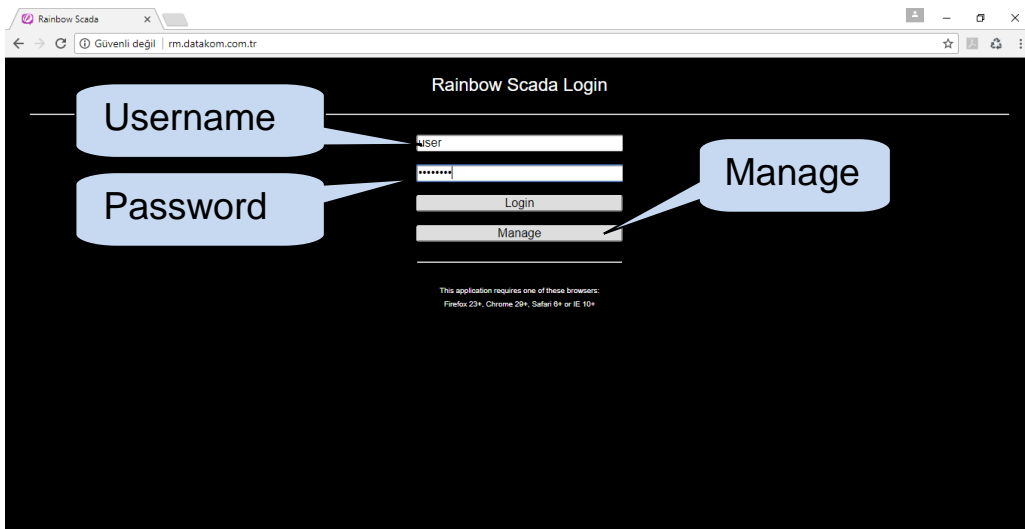 Rainbow Scada
Güvenli değil | rm.datakom.com.tr
Rainbow Scada Login
Username
user
Password
••••••••
Manage
Login
Manage
This application requires one of these browsers:
Firefox 23+, Chrome 29+, Safari 6+ or IE 10+